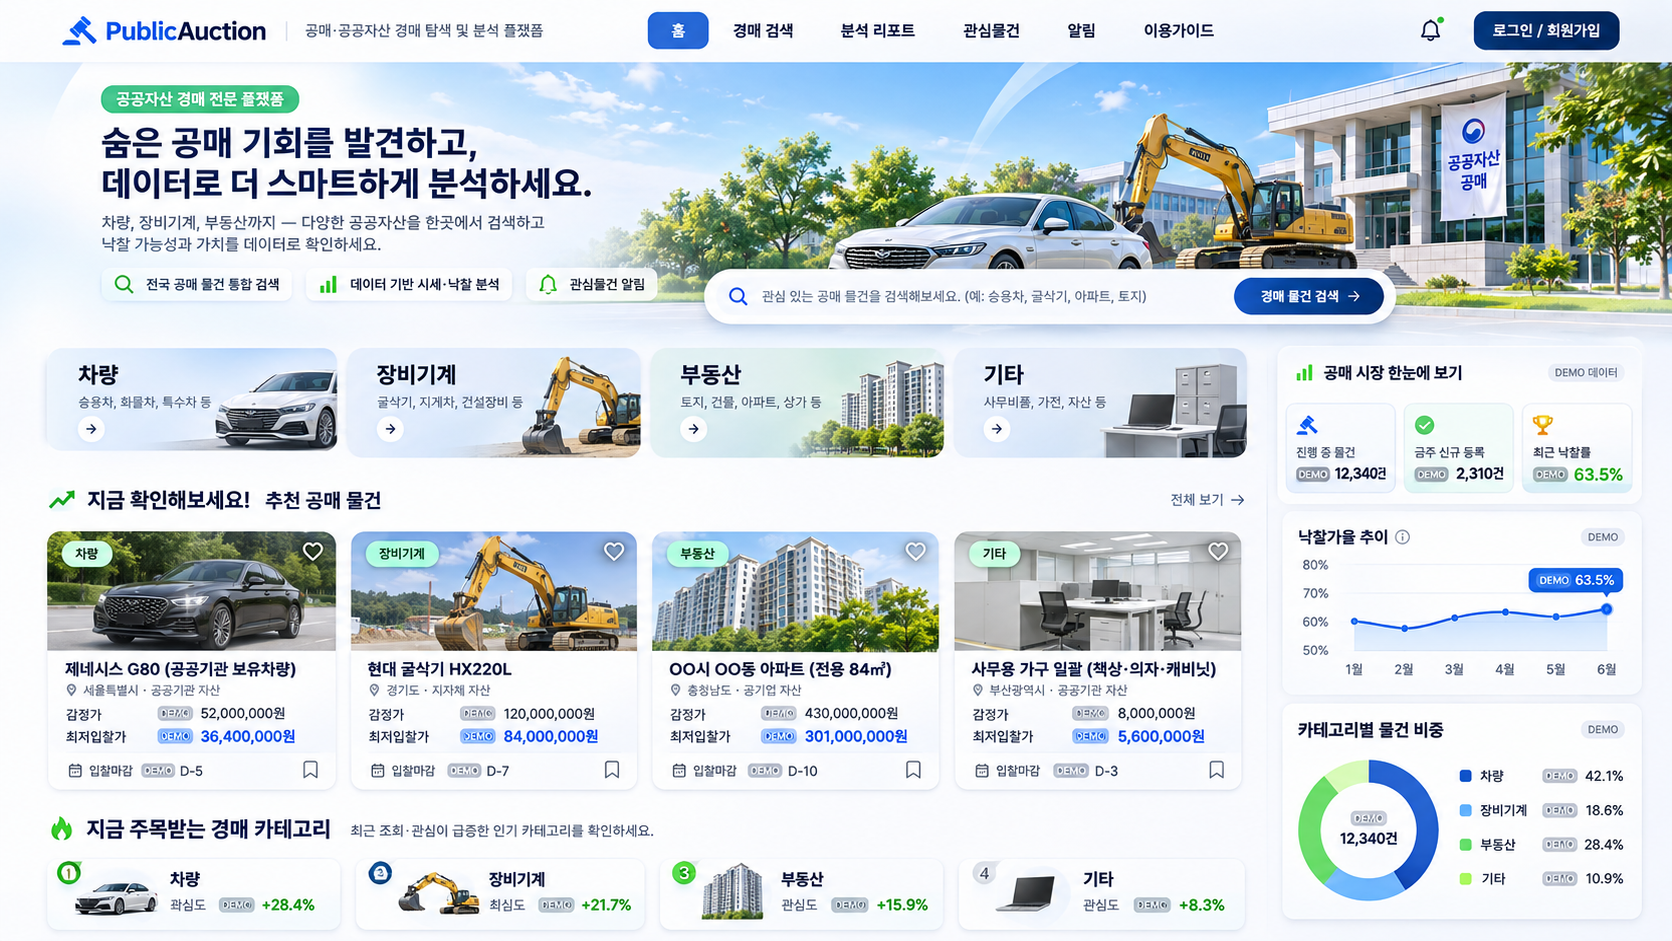 PublicAuction
공매·공공자산 경매 탐색 및 분석 플랫폼
홈
경매 검색
분석 리포트
관심물건
알림
이용가이드
로그인 / 회원가입
공공자산 경매 전문 플랫폼
숨은 공매 기회를 발견하고,
데이터로 더 스마트하게 분석하세요.
차량, 장비기계, 부동산까지 — 다양한 공공자산을 한곳에서 검색하고
낙찰 가능성과 가치를 데이터로 확인하세요.
전국 공매 물건 통합 검색
데이터 기반 시세·낙찰 분석
관심물건 알림
공공자산
공매
관심 있는 공매 믈건을 검색해보세요. (예: 승용차, 굴삭기, 아파트, 토지)
경매 물건 검색 →
차량
승용차, 화물차, 특수차 등
장비기계
굴삭기, 지게차, 건설장비 등
부동산
토지, 건물, 아파트, 상가 등
기타
사무비품, 가전, 자산 등
공매 시장 한눈에 보기
DEMO 데이터
진행 중 물건
DEMO 12,340건
금주 신규 등록
DEMO 2,310건
최근 낙찰률
DEMO 63.5%
지금 확인해보세요! 추천 공매 물건
전체 보기 →
차량
제네시스 G80 (공공기관 보유차량)
서울특별시 · 공공기관 자산
감정가 DEMO 52,000,000원
최저입찰가 DEMO 36,400,000원
입찰마감 DEMO D-5
장비기계
현대 굴삭기 HX220L
경기도 · 지자체 자산
감정가 DEMO 120,000,000원
최저입찰가 DEMO 84,000,000원
입찰마감 DEMO D-7
부동산
OO시 OO동 아파트 (전용 84㎡)
충청남도 · 공기업 자산
감정가 DEMO 430,000,000원
최저입찰가 DEMO 301,000,000원
입찰마감 DEMO D-10
기타
사무용 가구 일괄 (책상·의자·캐비닛)
부산광역시 · 공공기관 자산
감정가 DEMO 8,000,000원
최저입찰가 DEMO 5,600,000원
입찰마감 DEMO D-3
낙찰가율 추이
DEMO
80%
70%
60%
50%
DEMO 63.5%
1월 2월 3월 4월 5월 6월
카테고리별 물건 비중
DEMO
DEMO
12,340건
차량 DEMO 42.1%
장비기계 DEMO 18.6%
부동산 DEMO 28.4%
기타 DEMO 10.9%
지금 주목받는 경매 카테고리
최근 조회·관심이 급증한 인기 카테고리를 확인하세요.
1
차량
관심도 DEMO +28.4%
2
장비기계
최심도 DEMO +21.7%
3
부동산
관심도 DEMO +15.9%
4
기타
관심도 DEMO +8.3%